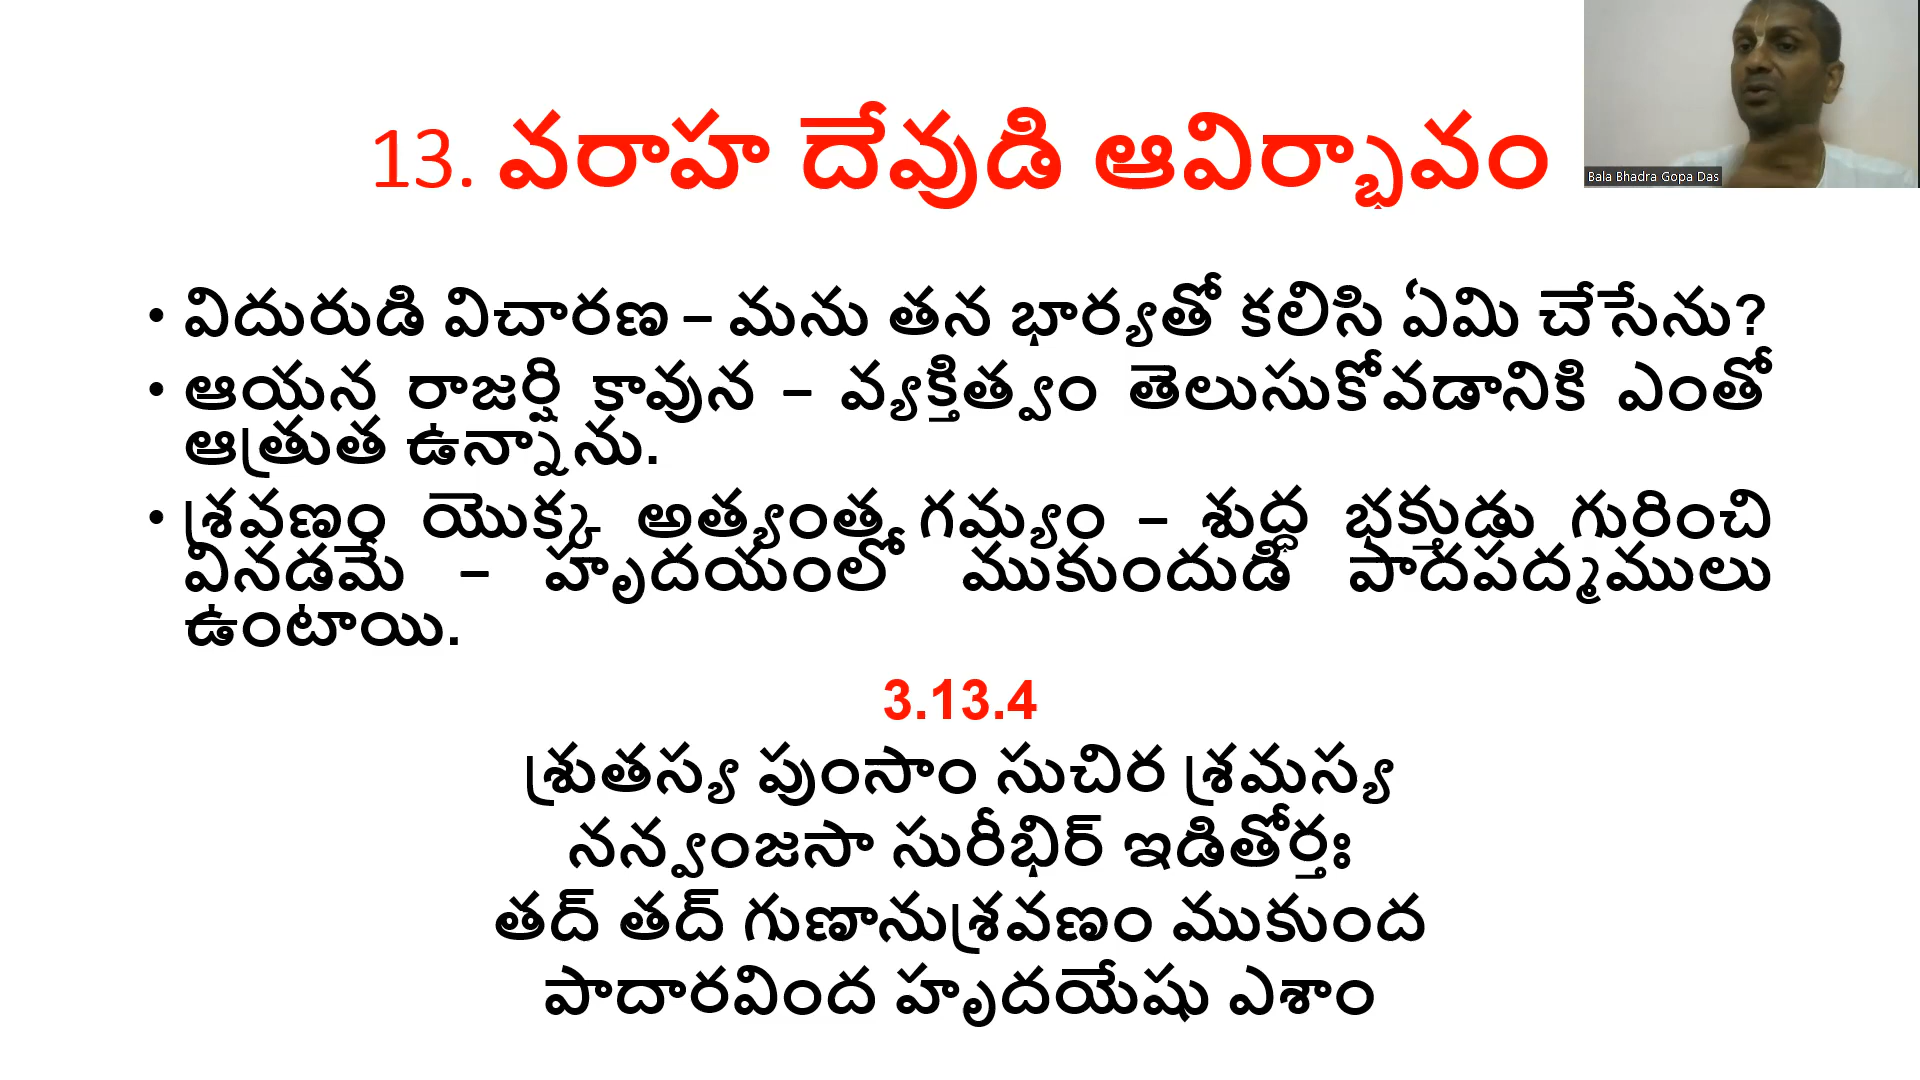 13. వరాహ దేవుడి ఆవిర్భావం
Bala Bhadra Gopa Das
• విదురుడి విచారణ – మను తన భార్యతో కలిసి ఏమి చేసేను?
• ఆయన రాజర్షి కావున – వ్యక్తిత్వం తెలుసుకోవడానికి ఎంతో
ఆత్రుత ఉన్నాను.
• శ్రవణం యొక్క అత్యంత గమ్యం – శుద్ధ భక్తుడు గురించి
వినడమే – హృదయంలో ముకుందుడి పాదపద్మములు
ఉంటాయి.
3.13.4
శ్రుతస్య పుంసాం సుచిర శ్రమస్య
నన్వంజసా సురీభిర్ ఇడితోర్తః
తద్ తద్ గుణానుశ్రవణం ముకుంద
పాదారవింద హృదయేషు ఎశాం